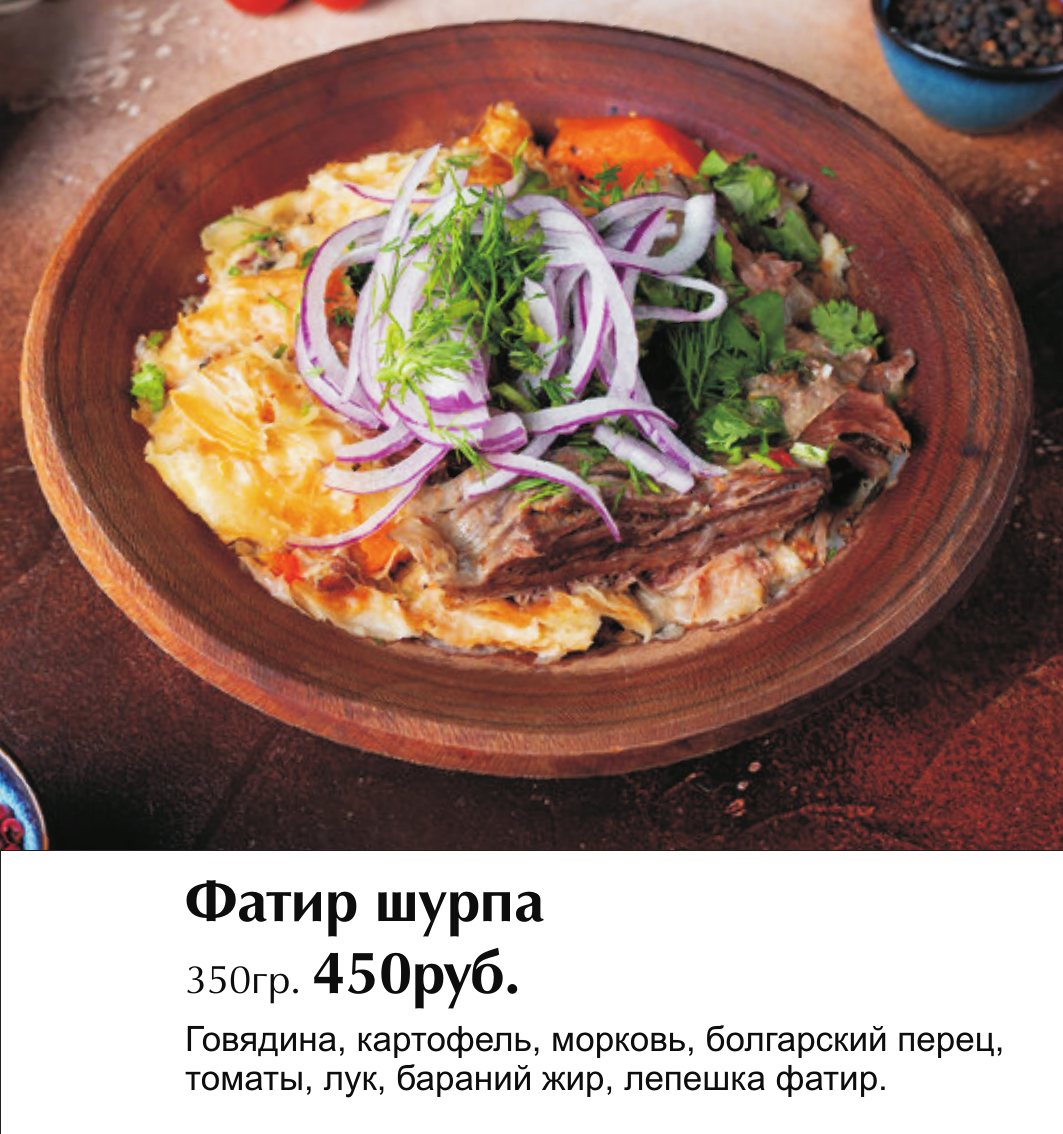 Фатир шурпа
350гр. 450руб.
Говядина, картофель, морковь, болгарский перец,
томаты, лук, бараний жир, лепешка фатир.